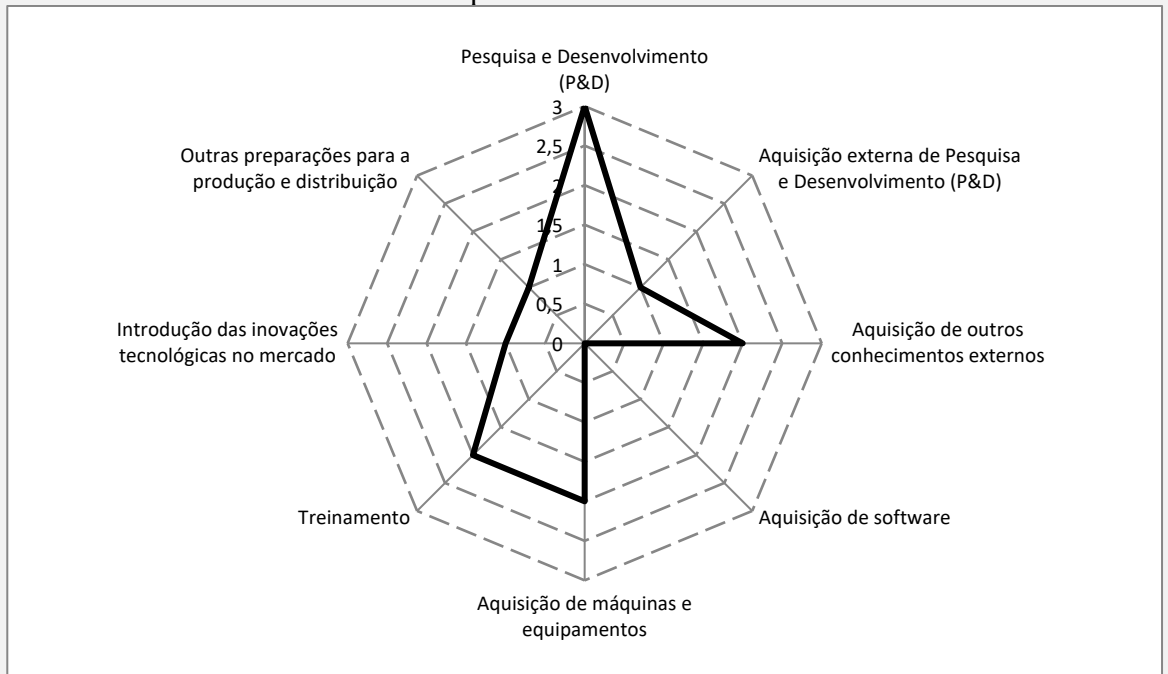 Pesquisa e Desenvolvimento
(P&D)
3
2,5
2
1,5
1
0,5
0
Aquisição externa de Pesquisa
e Desenvolvimento (P&D)
Aquisição de outros
conhecimentos externos
Aquisição de software
Aquisição de máquinas e
equipamentos
Treinamento
Introdução das inovações
tecnológicas no mercado
Outras preparações para a
produção e distribuição